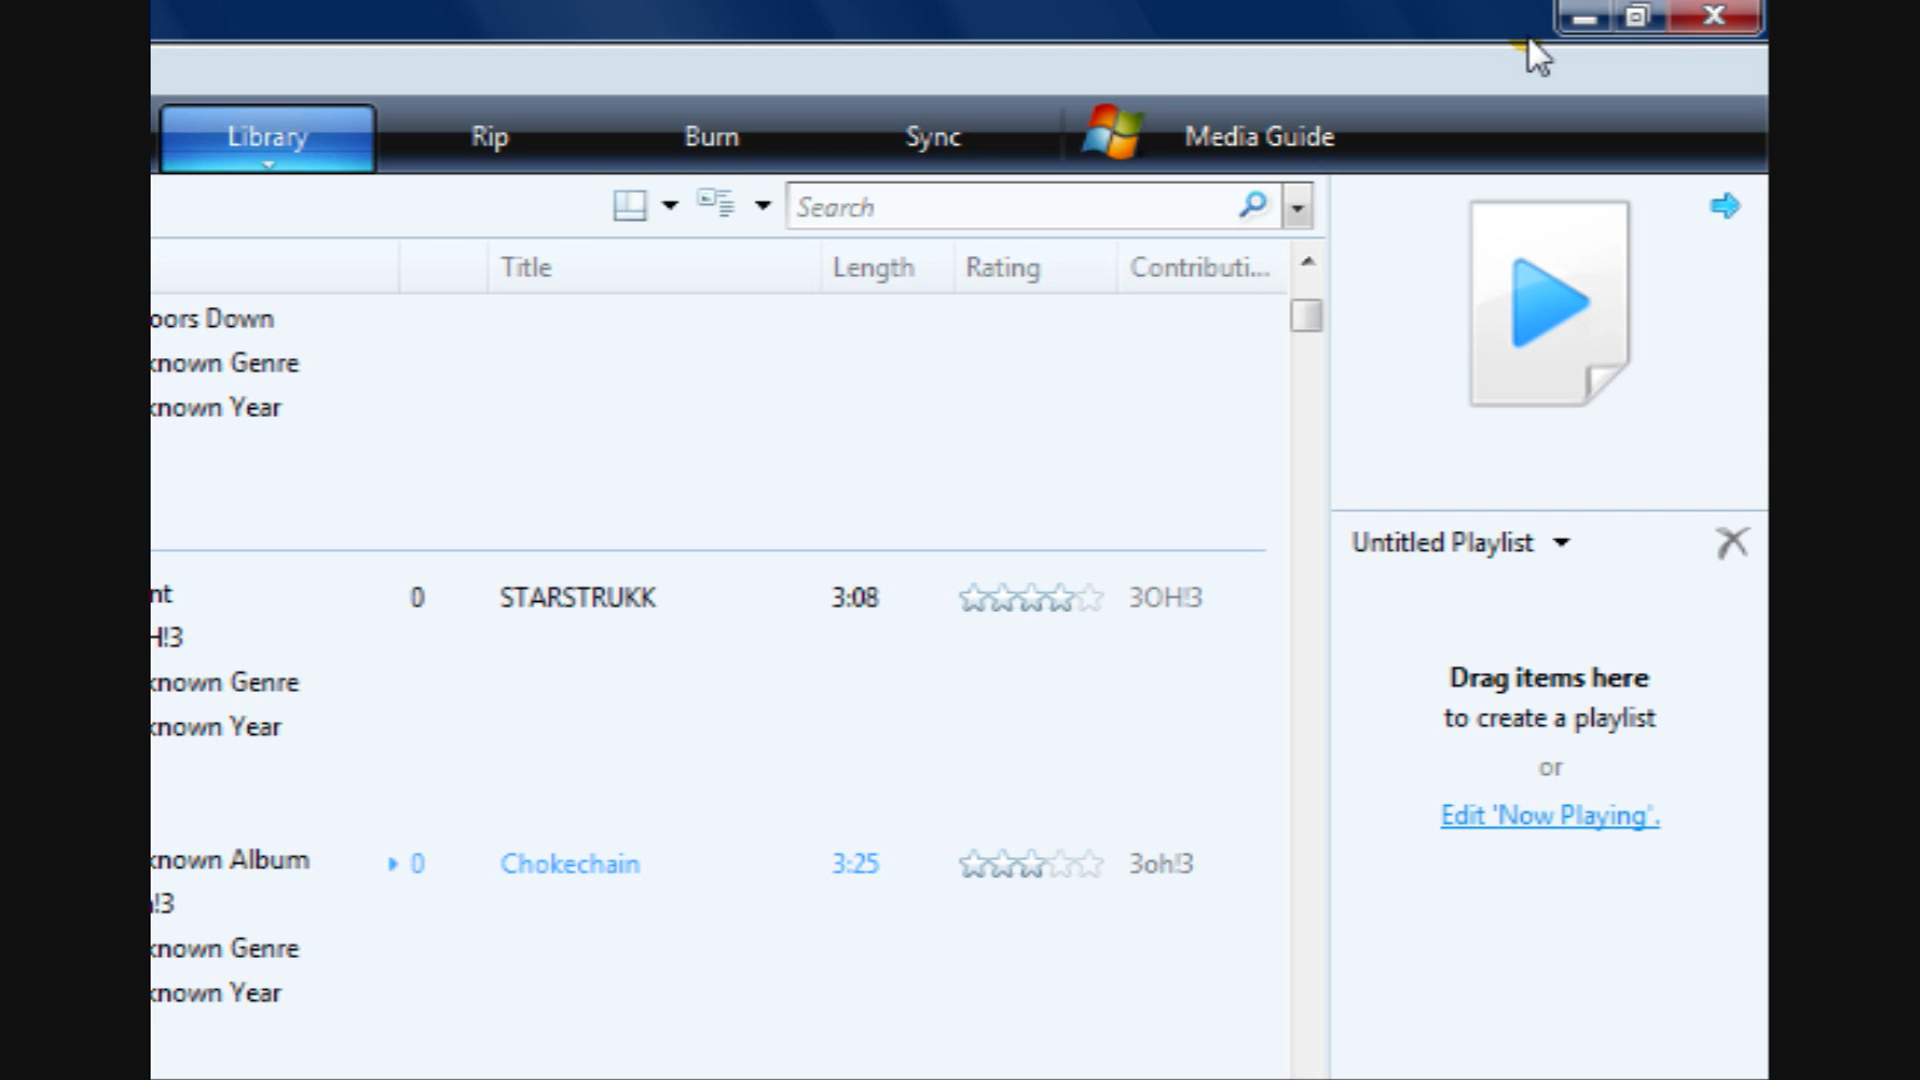 Library Rip Burn Sync Media Guide
Search
Title Length Rating Contributi...
oors Down
known Genre
known Year
Untitled Playlist
nt 0 STARSTRUKK 3:08 3OH!3
H!3
known Genre
known Year
Drag items here
to create a playlist
or
Edit 'Now Playing'.
known Album 0 Chokechain 3:25 3oh!3
!3
known Genre
known Year